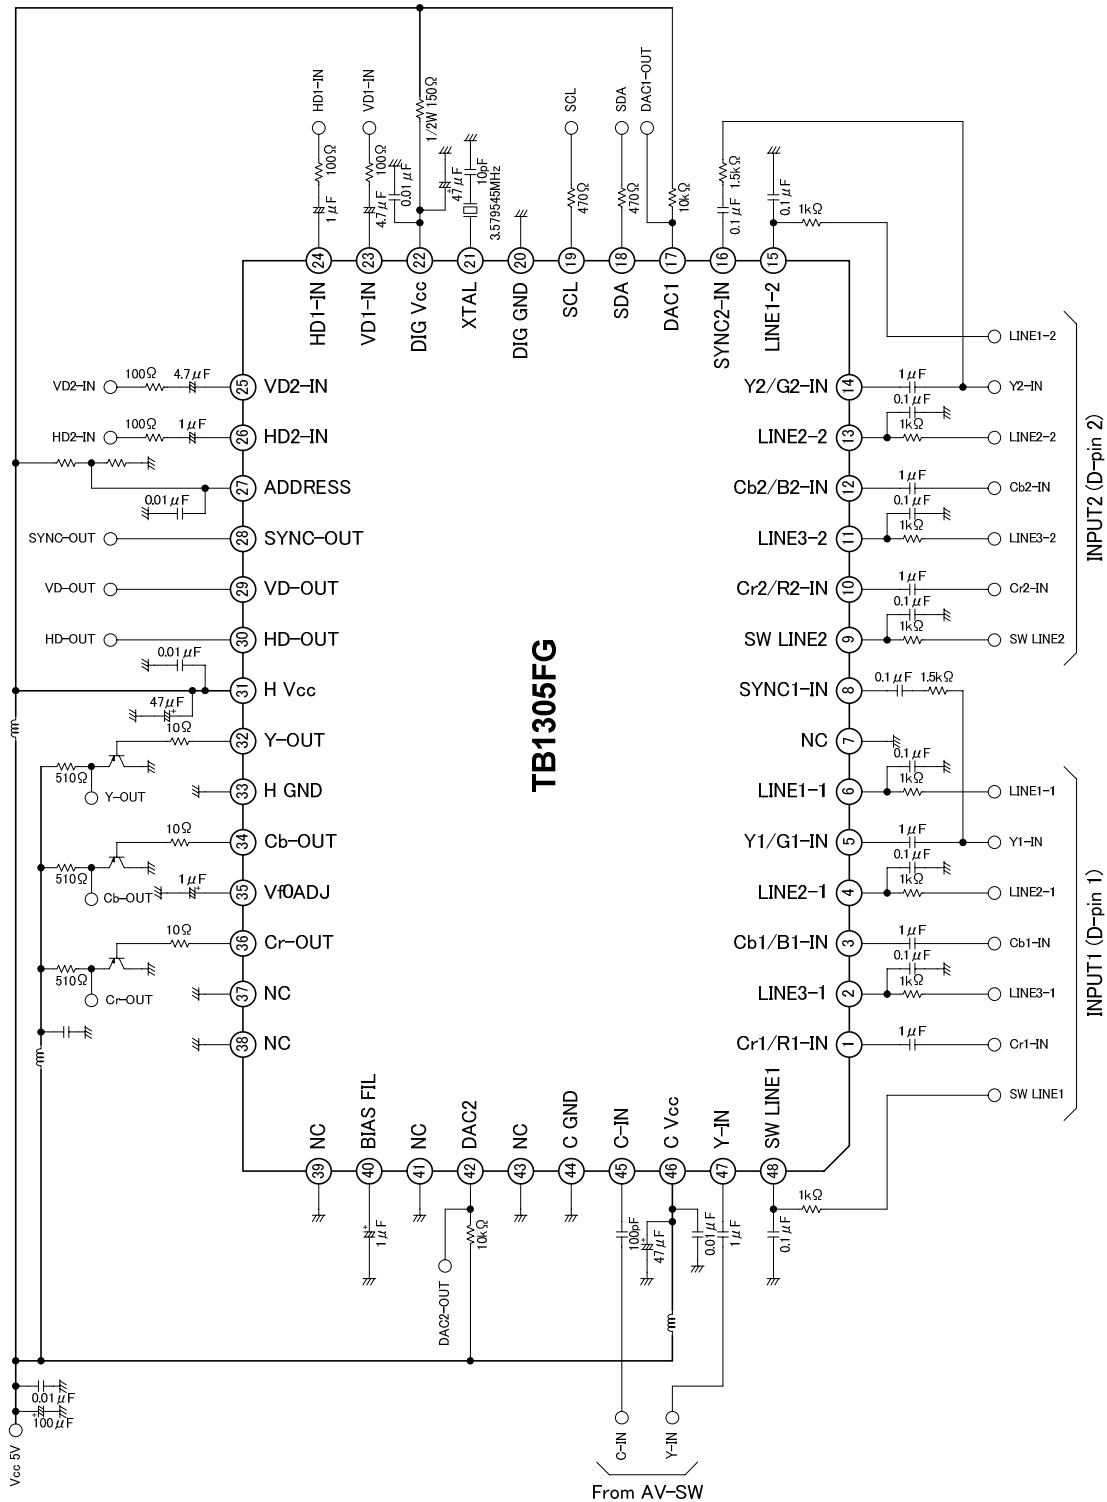 HD1-IN
VD1-IN
SCL
SDA
DAC1-OUT
100Ω
1μF
100Ω
4.7μF
0.01μF
1/2W 150Ω
47μF
10pF
3.579545MHz
470Ω
470Ω
10kΩ
0.1μF
1.5kΩ
0.1μF
1kΩ
24
23
22
21
20
19
18
17
16
15
HD1-IN
VD1-IN
DIG Vcc
XTAL
DIG GND
SCL
SDA
DAC1
SYNC2-IN
LINE1-2
LINE1-2
VD2-IN
100Ω
4.7μF
25
VD2-IN
Y2/G2-IN
14
1μF
Y2-IN
HD2-IN
100Ω
1μF
26
HD2-IN
LINE2-2
13
0.1μF
1kΩ
LINE2-2
0.01μF
27
ADDRESS
Cb2/B2-IN
12
1μF
Cb2-IN
SYNC-OUT
28
SYNC-OUT
LINE3-2
11
0.1μF
1kΩ
LINE3-2
VD-OUT
29
VD-OUT
Cr2/R2-IN
10
1μF
Cr2-IN
HD-OUT
30
HD-OUT
SW LINE2
9
0.1μF
1kΩ
SW LINE2
INPUT2 (D-pin 2)
0.01μF
47μF
31
H Vcc
SYNC1-IN
8
0.1μF
1.5kΩ
TB1305FG
10Ω
32
Y-OUT
NC
7
510Ω
Y-OUT
33
H GND
LINE1-1
6
0.1μF
1kΩ
LINE1-1
10Ω
34
Cb-OUT
Y1/G1-IN
5
1μF
Y1-IN
510Ω
Cb-OUT
1μF
35
Vf0ADJ
LINE2-1
4
0.1μF
1kΩ
LINE2-1
10Ω
36
Cr-OUT
Cb1/B1-IN
3
1μF
Cb1-IN
510Ω
Cr-OUT
37
NC
LINE3-1
2
0.1μF
1kΩ
LINE3-1
38
NC
Cr1/R1-IN
1
1μF
Cr1-IN
SW LINE1
INPUT1 (D-pin 1)
NC
BIAS FIL
NC
DAC2
NC
C GND
C-IN
C Vcc
Y-IN
SW LINE1
39
40
41
42
43
44
45
46
47
48
1μF
10kΩ
DAC2-OUT
100pF
47μF
0.01μF
1μF
0.1μF
1kΩ
0.01μF
100μF
Vcc 5V
C-IN
Y-IN
From AV-SW